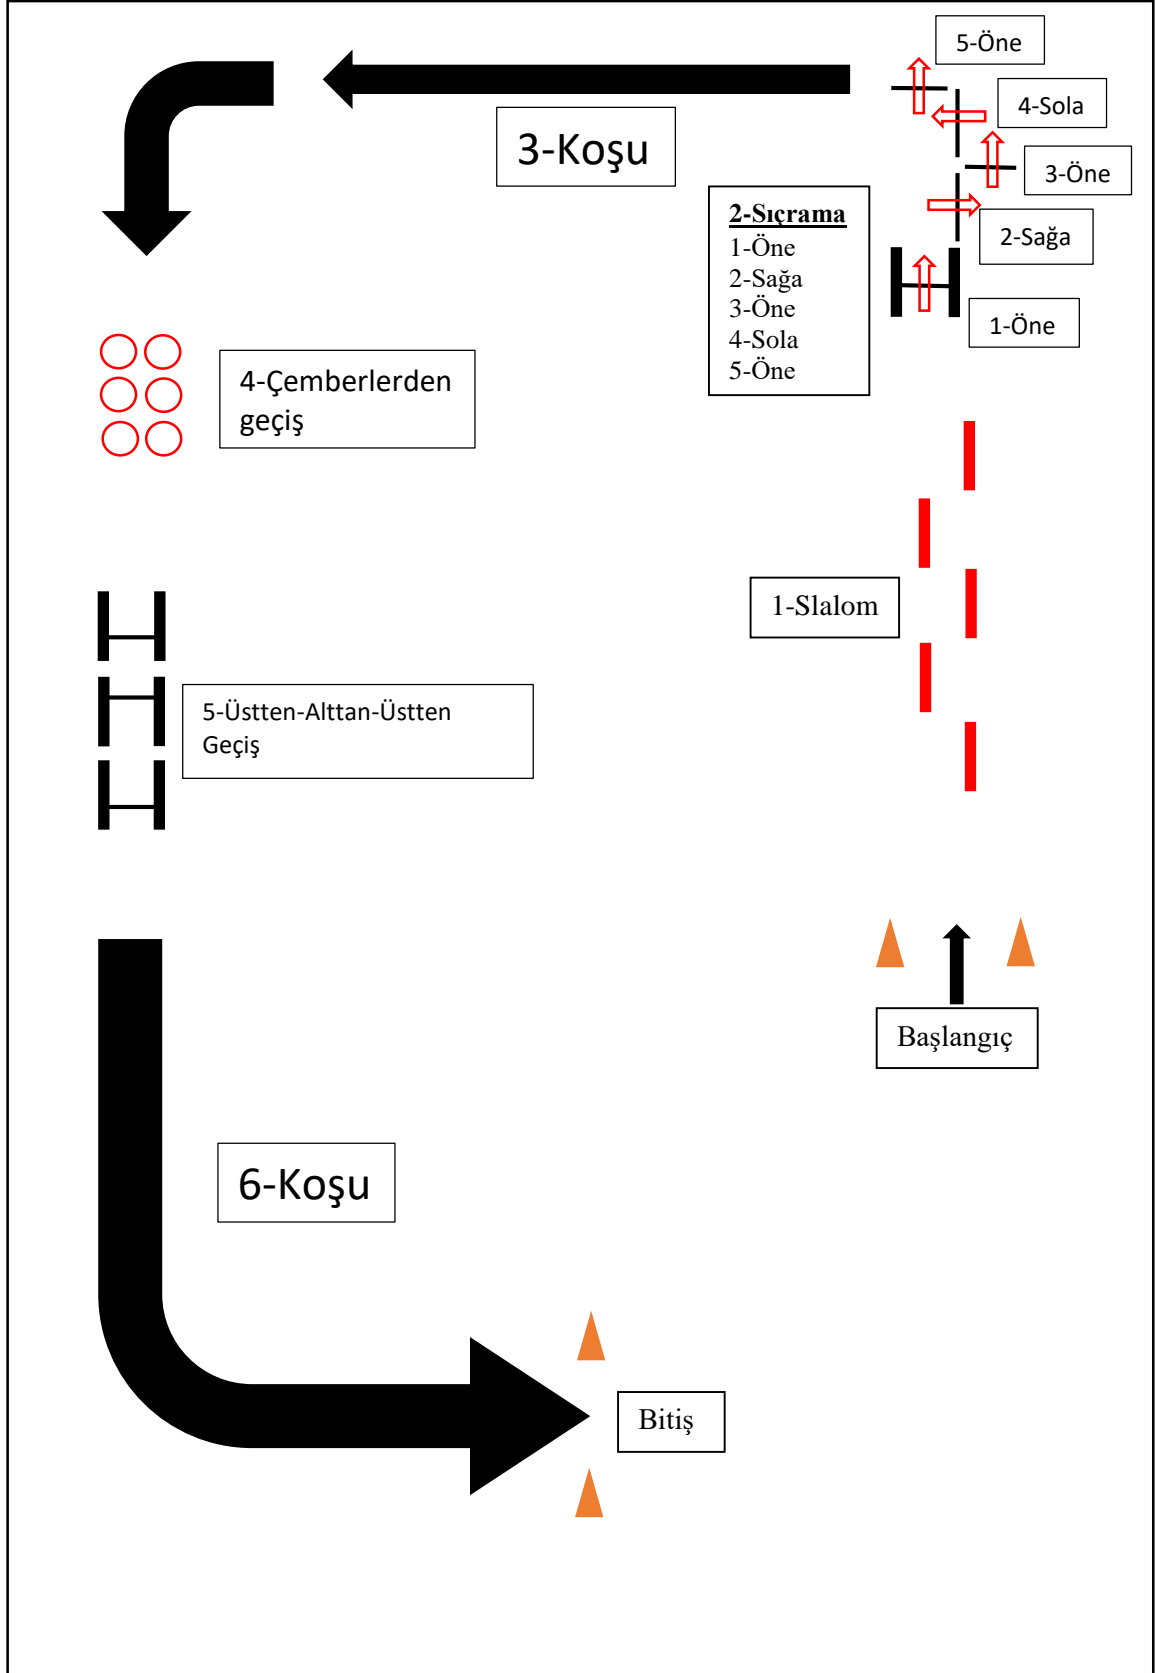 5-Öne
4-Sola
3-Koşu
3-Öne
2-Sıçrama
1-Öne
2-Sağa
3-Öne
4-Sola
5-Öne
2-Sağa
1-Öne
4-Çemberlerden
geçiş
1-Slalom
5-Üstten-Alttan-Üstten
Geçiş
Başlangıç
6-Koşu
Bitiş